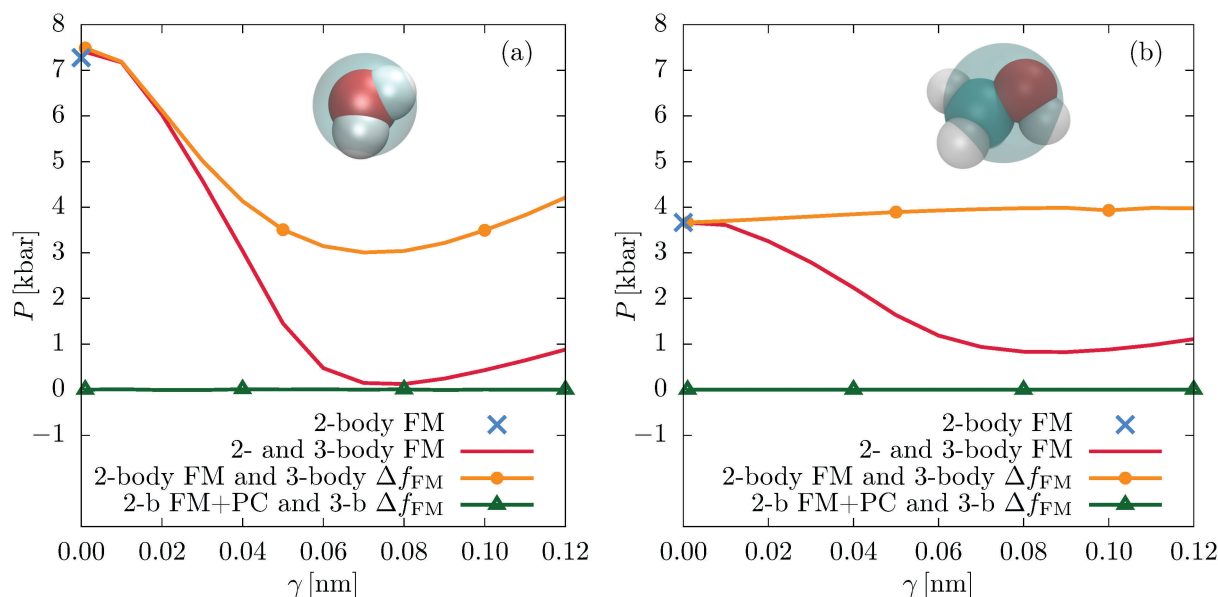 (a)
8
7
6
5
4
3
2
1
0
−1
P [kbar]
2-body FM
2- and 3-body FM
2-body FM and 3-body Δf_FM
2-b FM+PC and 3-b Δf_FM
0.00 0.02 0.04 0.06 0.08 0.10 0.12
γ [nm]
(b)
8
7
6
5
4
3
2
1
0
−1
P [kbar]
2-body FM
2- and 3-body FM
2-body FM and 3-body Δf_FM
2-b FM+PC and 3-b Δf_FM
0.00 0.02 0.04 0.06 0.08 0.10 0.12
γ [nm]